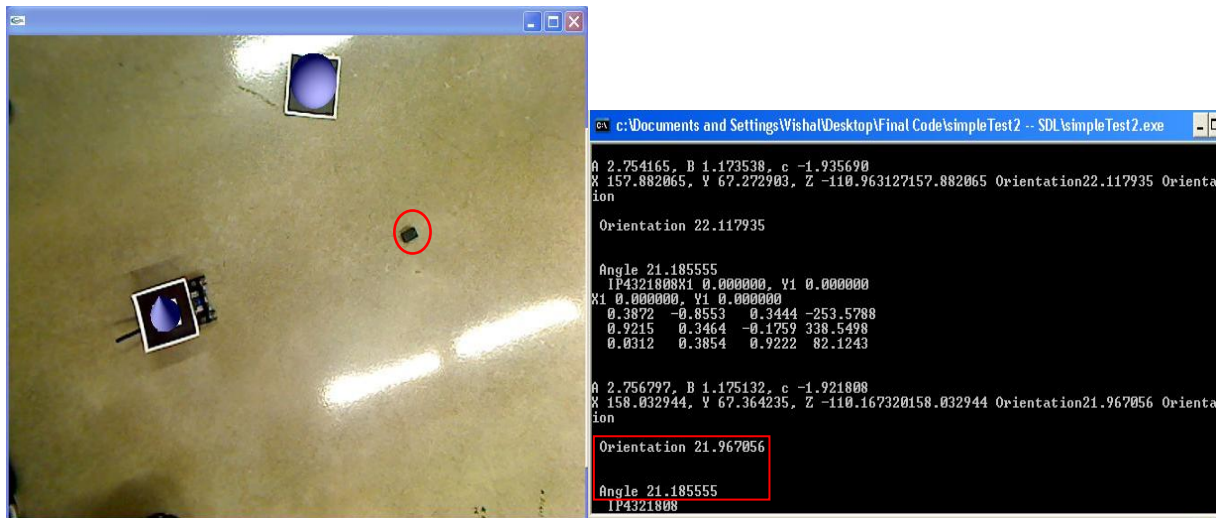 c:\Documents and Settings\Vishal\Desktop\Final Code\simpleTest2 -- SDL\simpleTest2.exe
A 2.754165, B 1.173538, c -1.935690
X 157.882065, Y 67.272903, Z -110.963127157.882065 Orientation22.117935 Orienta
ion
Orientation 22.117935
Angle 21.185555
IP4321808X1 0.000000, Y1 0.000000
X1 0.000000, Y1 0.000000
0.3872 -0.8553 0.3444 -253.5788
0.9215 0.3464 -0.1759 338.5498
0.0312 0.3854 0.9222 82.1243
A 2.756797, B 1.175132, c -1.921808
X 158.032944, Y 67.364235, Z -110.167320158.032944 Orientation21.967056 Orienta
ion
Orientation 21.967056
Angle 21.185555
IP4321808